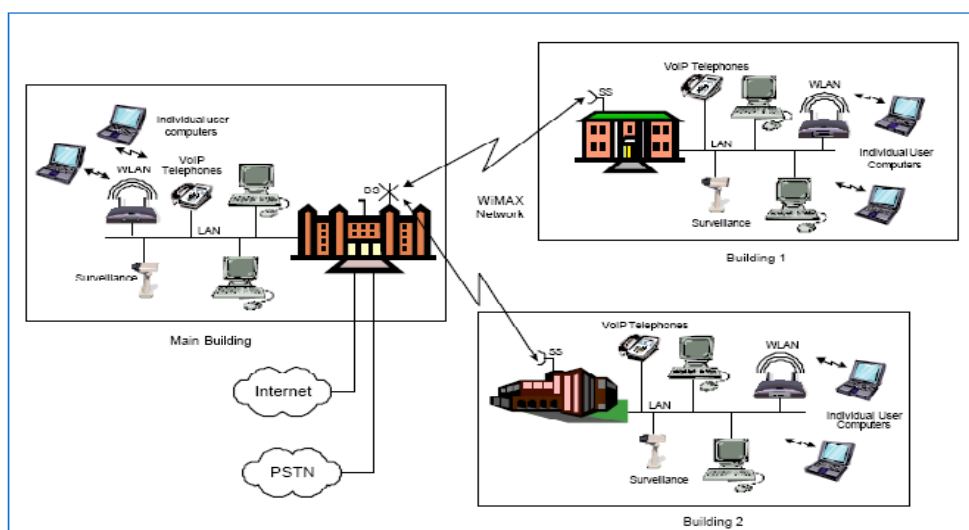 Individual user
computers
WLAN
VoIP
Telephones
BS
LAN
Surveillance
Main Building
Internet
PSTN
WiMAX
Network
SS
VoIP Telephones
WLAN
LAN
Individual User
Computers
Surveillance
Building 1
SS
VoIP Telephones
WLAN
LAN
Individual User
Computers
Surveillance
Building 2